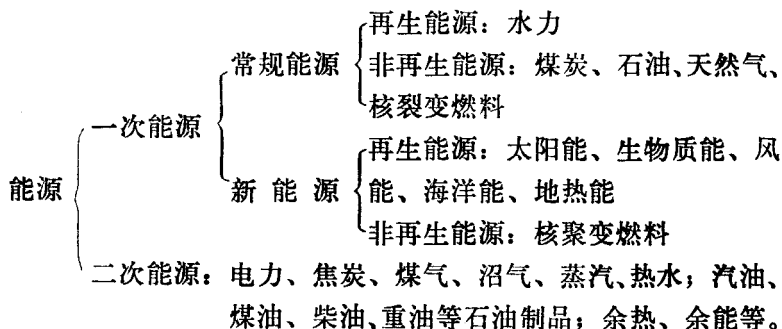 再生能源：水力
常规能源
非再生能源：煤炭、石油、天然气、
核裂变燃料
一次能源
再生能源：太阳能、生物质能、风
能源
新能源
能、海洋能、地热能
非再生能源：核聚变燃料
二次能源：电力、焦炭、煤气、沼气、蒸汽、热水；汽油、
煤油、柴油、重油等石油制品；余热、余能等。